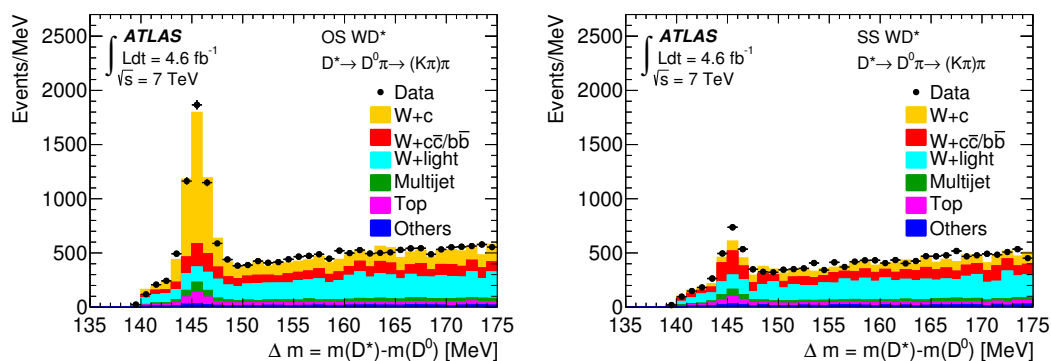 Events/MeV
2500
2000
1500
1000
500
0
ATLAS
∫ Ldt = 4.6 fb⁻¹
√s = 7 TeV
OS WD*
D*→ D⁰π→ (Kπ)π
Data
W+c
W+cc̄/bb̄
W+light
Multijet
Top
Others
135 140 145 150 155 160 165 170 175
Δ m = m(D*)-m(D⁰) [MeV]
Events/MeV
2500
2000
1500
1000
500
0
ATLAS
∫ Ldt = 4.6 fb⁻¹
√s = 7 TeV
SS WD*
D*→ D⁰π→ (Kπ)π
Data
W+c
W+cc̄/bb̄
W+light
Multijet
Top
Others
135 140 145 150 155 160 165 170 175
Δ m = m(D*)-m(D⁰) [MeV]